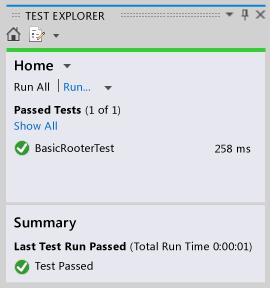 TEST EXPLORER
Home
Run All | Run...
Passed Tests (1 of 1)
Show All
BasicRooterTest 258 ms
Summary
Last Test Run Passed (Total Run Time 0:00:01)
Test Passed